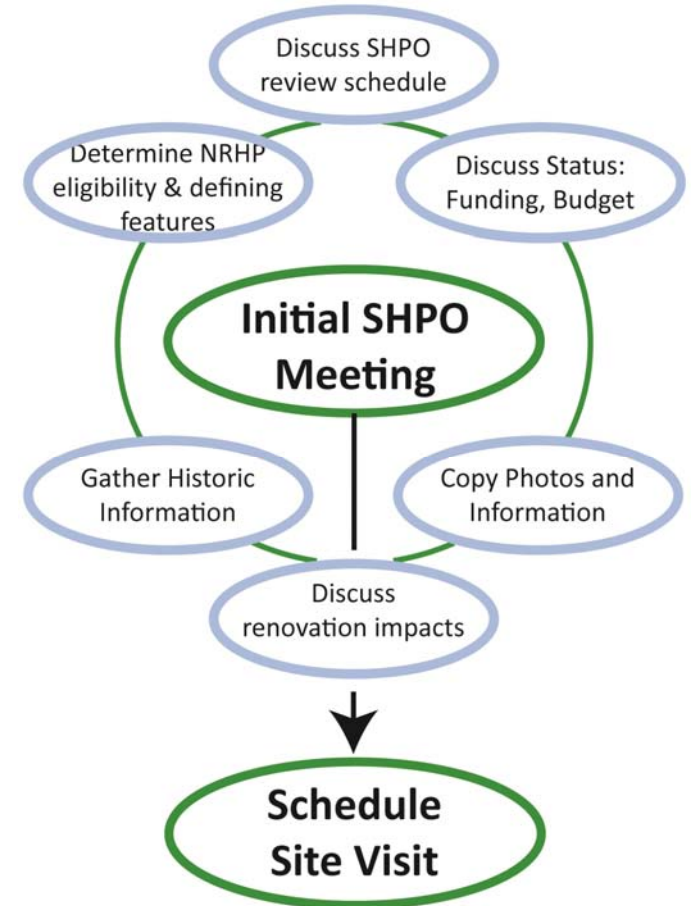 Discuss SHPO
review schedule
Determine NRHP
eligibility & defining
features
Discuss Status:
Funding, Budget
Initial SHPO
Meeting
Gather Historic
Information
Copy Photos and
Information
Discuss
renovation impacts
Schedule
Site Visit